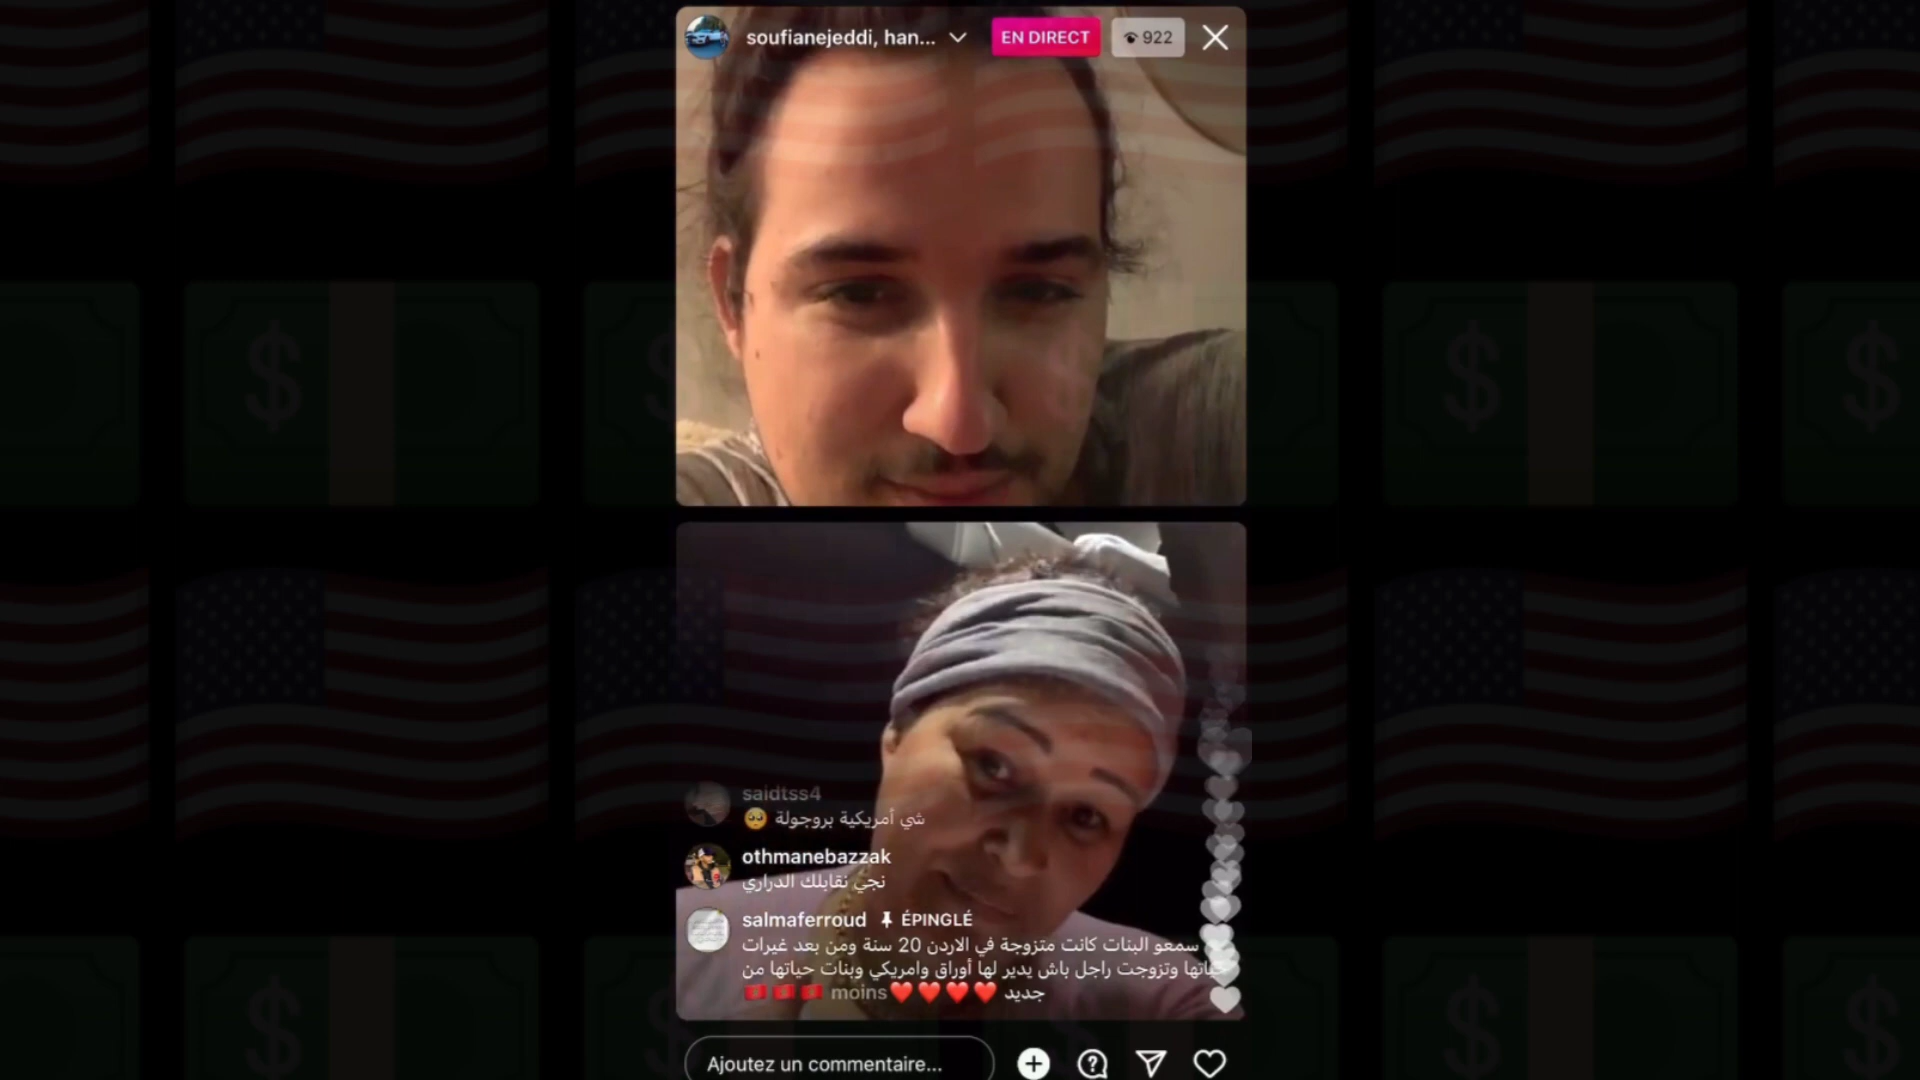 soufianejeddi, han...
EN DIRECT
922
saidtss4
شي أمريكية بروجولة 🥺
othmanebazzak
نجي نقابلك الدراري
salmaferroud ÉPINGLÉ
سمعو البنات كانت متزوجة في الاردن 20 سنة ومن بعد غيرات
حياتها وتزوجت راجل باش يدير لها أوراق وامريكي وبنات حياتها من
جديد ❤️❤️❤️❤️ moins 🇲🇦🇲🇦🇲🇦
Ajoutez un commentaire...